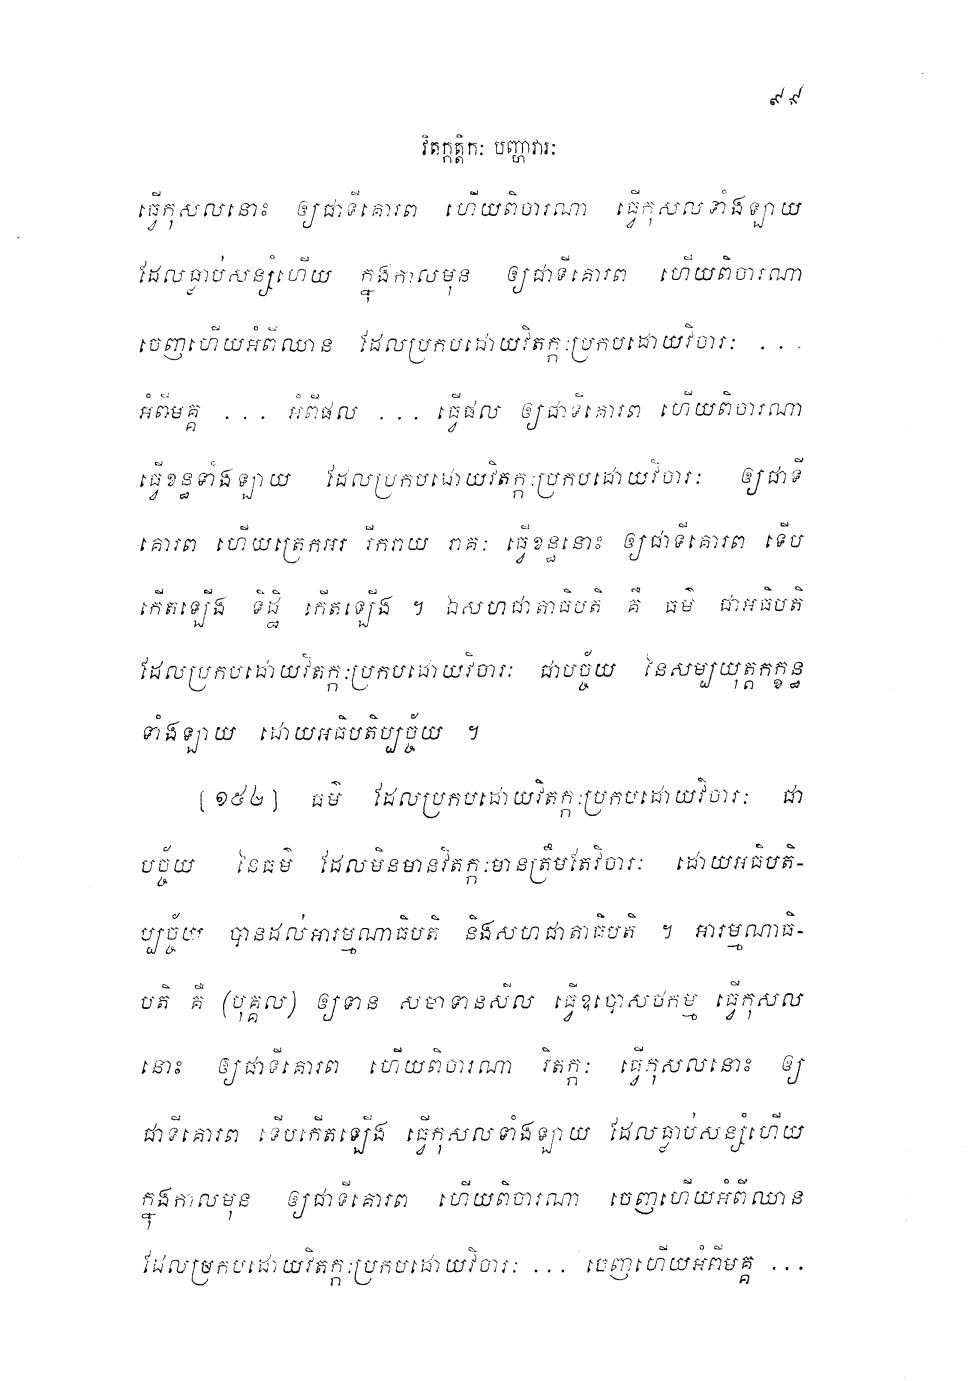 ៩៩
វិតក្កត្តិកៈ បញ្ហាវារៈ
ធ្វើកុសលនោះ ឲ្យជាទីគោរព ហើយពិចារណា ធ្វើកុសលទាំងឡាយ
ដែលធ្លាប់សន្សំហើយ ក្នុងកាលមុន ឲ្យជាទីគោរព ហើយពិចារណា
ចេញហើយអំពីឈាន ដែលប្រកបដោយវិតក្កៈប្រកបដោយវិចារៈ ...
អំពីមគ្គ ... អំពីផល ... ធ្វើផល ឲ្យជាទីគោរព ហើយពិចារណា
ធ្វើខន្ធទាំងឡាយ ដែលប្រកបដោយវិតក្កៈប្រកបដោយវិចារៈ ឲ្យជាទី
គោរព ហើយត្រេកអរ រីករាយ រាគៈ ធ្វើខន្ធនោះ ឲ្យជាទីគោរព ទើប
កើតឡើង ទិដ្ឋិ កើតឡើង ។ ឯសហជាតាធិបតិ គឺ ធម៌ ជាអធិបតិ
ដែលប្រកបដោយវិតក្កៈប្រកបដោយវិចារៈ ជាបច្ច័យ នៃសម្បយុត្តកក្ខន្ធ
ទាំងឡាយ ដោយអធិបតិប្បច្ច័យ ។
[១៥៤] ធម៌ ដែលប្រកបដោយវិតក្កៈប្រកបដោយវិចារៈ ជា
បច្ច័យ នៃធម៌ ដែលមិនមានវិតក្កៈមានត្រឹមតែវិចារៈ ដោយអធិបតិ-
ប្បច្ច័យ បានដល់អារម្មណាធិបតិ និងសហជាតាធិបតិ ។ អារម្មណាធិ-
បតិ គឺ (បុគ្គល) ឲ្យទាន សមាទានសីល ធ្វើឧបោសថកម្ម ធ្វើកុសល
នោះ ឲ្យជាទីគោរព ហើយពិចារណា វិតក្កៈ ធ្វើកុសលនោះ ឲ្យ
ជាទីគោរព ទើបកើតឡើង ធ្វើកុសលទាំងឡាយ ដែលធ្លាប់សន្សំហើយ
ក្នុងកាលមុន ឲ្យជាទីគោរព ហើយពិចារណា ចេញហើយអំពីឈាន
ដែលប្រកបដោយវិតក្កៈប្រកបដោយវិចារៈ ... ចេញហើយអំពីមគ្គ ...